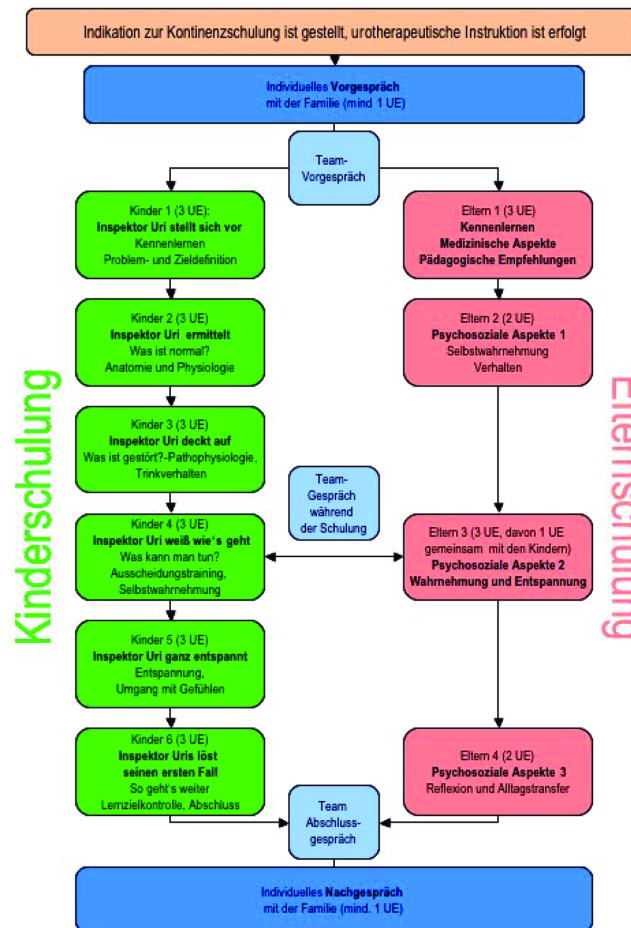 Indikation zur Kontinenzschulung ist gestellt, urotherapeutische Instruktion ist erfolgt
Individuelles Vorgespräch
mit der Familie (mind 1 UE)
Team-
Vorgespräch
Kinderschulung
Kinder 1 (3 UE):
Inspektor Uri stellt sich vor
Kennenlernen
Problem- und Zieldefinition
Kinder 2 (3 UE)
Inspektor Uri ermittelt
Was ist normal?
Anatomie und Physiologie
Kinder 3 (3 UE)
Inspektor Uri deckt auf
Was ist gestört?-Pathophysiologie,
Trinkverhalten
Kinder 4 (3 UE)
Inspektor Uri weiß wie's geht
Was kann man tun?
Ausscheidungstraining,
Selbstwahrnehmung
Kinder 5 (3 UE)
Inspektor Uri ganz entspannt
Entspannung,
Umgang mit Gefühlen
Kinder 6 (3 UE)
Inspektor Uris löst
seinen ersten Fall
So geht's weiter
Lernzielkontrolle, Abschluss
Team-
Gespräch
während
der Schulung
Elternschulung
Eltern 1 (3 UE)
Kennenlernen
Medizinische Aspekte
Pädagogische Empfehlungen
Eltern 2 (2 UE)
Psychosoziale Aspekte 1
Selbstwahrnehmung
Verhalten
Eltern 3 (3 UE, davon 1 UE
gemeinsam mit den Kindern)
Psychosoziale Aspekte 2
Wahrnehmung und Entspannung
Eltern 4 (2 UE)
Psychosoziale Aspekte 3
Reflexion und Alltagstransfer
Team
Abschluss-
gespräch
Individuelles Nachgespräch
mit der Familie (mind. 1 UE)